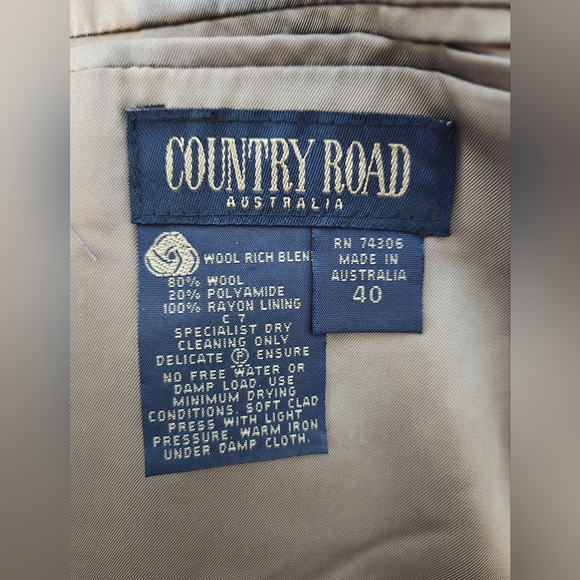 COUNTRY ROAD
AUSTRALIA
WOOL RICH BLEN
80% WOOL
20% POLYAMIDE
100% RAYON LINING
C 7
SPECIALIST DRY
CLEANING ONLY
DELICATE Ⓟ ENSURE
NO FREE WATER OR
DAMP LOAD. USE
MINIMUM DRYING
CONDITIONS. SOFT CLAD
PRESS WITH LIGHT
PRESSURE. WARM IRON
UNDER DAMP CLOTH.
RN 74306
MADE IN
AUSTRALIA
40